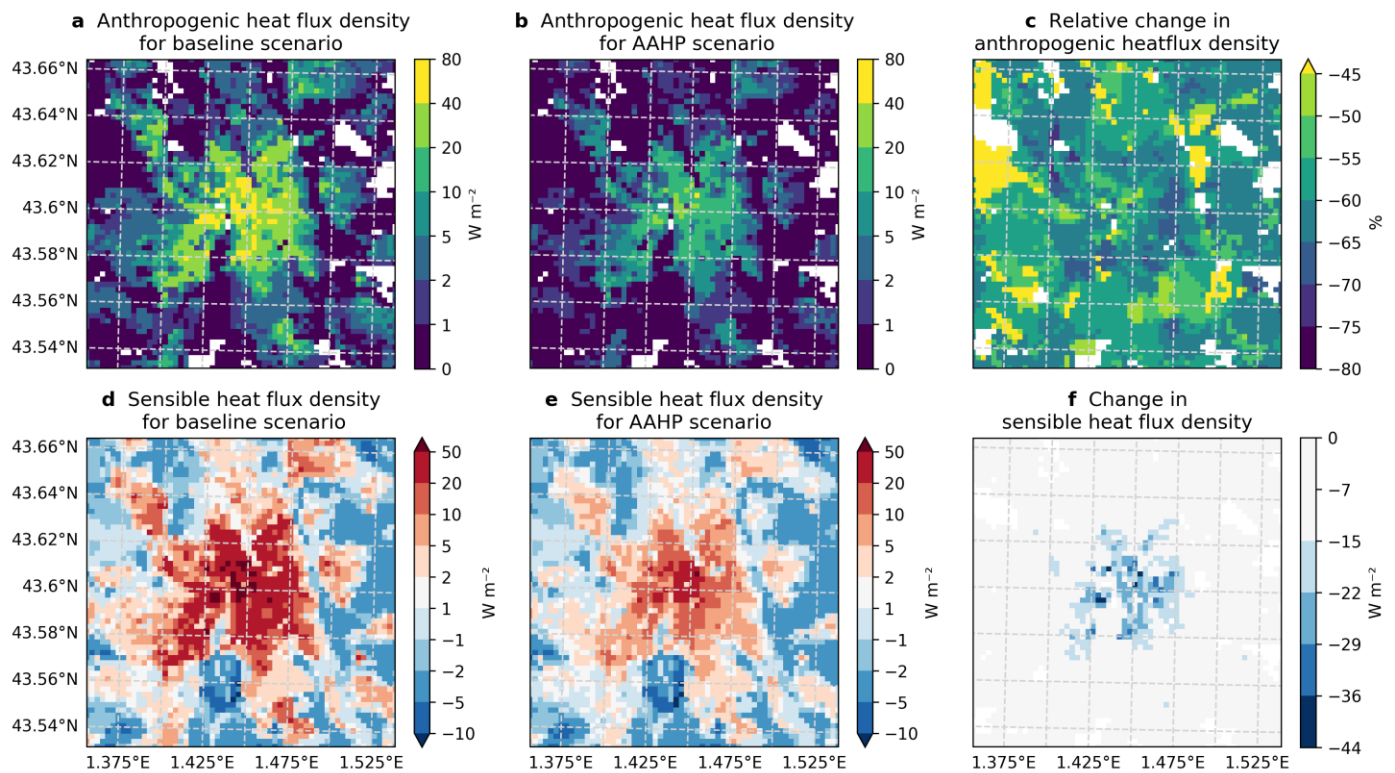 a Anthropogenic heat flux density
for baseline scenario
b Anthropogenic heat flux density
for AAHP scenario
c Relative change in
anthropogenic heatflux density
43.66°N
43.64°N
43.62°N
43.6°N
43.58°N
43.56°N
43.54°N
80
40
20
10
5
2
1
0
W m⁻²
80
40
20
10
5
2
1
0
W m⁻²
−45
−50
−55
−60
−65
−70
−75
−80
%
d Sensible heat flux density
for baseline scenario
e Sensible heat flux density
for AAHP scenario
f Change in
sensible heat flux density
43.66°N
43.64°N
43.62°N
43.6°N
43.58°N
43.56°N
43.54°N
50
20
10
5
2
1
−1
−2
−5
−10
W m⁻²
50
20
10
5
2
1
−1
−2
−5
−10
W m⁻²
0
−7
−15
−22
−29
−36
−44
W m⁻²
1.375°E 1.425°E 1.475°E 1.525°E
1.375°E 1.425°E 1.475°E 1.525°E
1.375°E 1.425°E 1.475°E 1.525°E